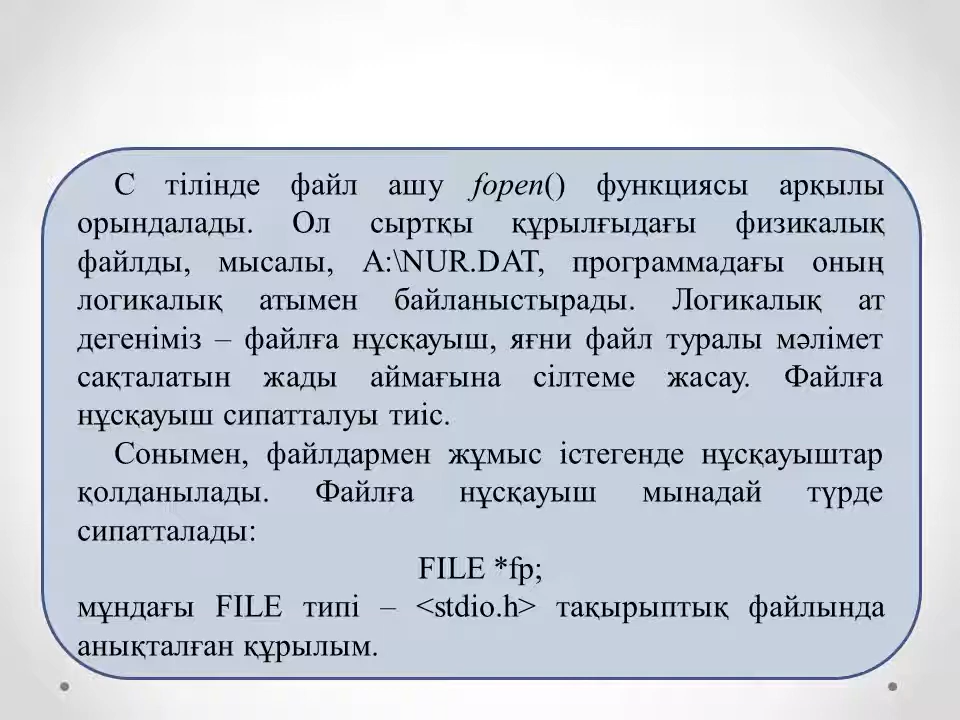 С тілінде файл ашу fopen() функциясы арқылы
орындалады. Ол сыртқы құрылғыдағы физикалық
файлды, мысалы, A:\NUR.DAT, программадағы оның
логикалық атымен байланыстырады. Логикалық ат
дегеніміз – файлға нұсқауыш, яғни файл туралы мәлімет
сақталатын жады аймағына сілтеме жасау. Файлға
нұсқауыш сипатталуы тиіс.
Сонымен, файлдармен жұмыс істегенде нұсқауыштар
қолданылады. Файлға нұсқауыш мынадай түрде
сипатталады:
FILE *fp;
мұндағы FILE типі – <stdio.h> тақырыптық файлында
анықталған құрылым.